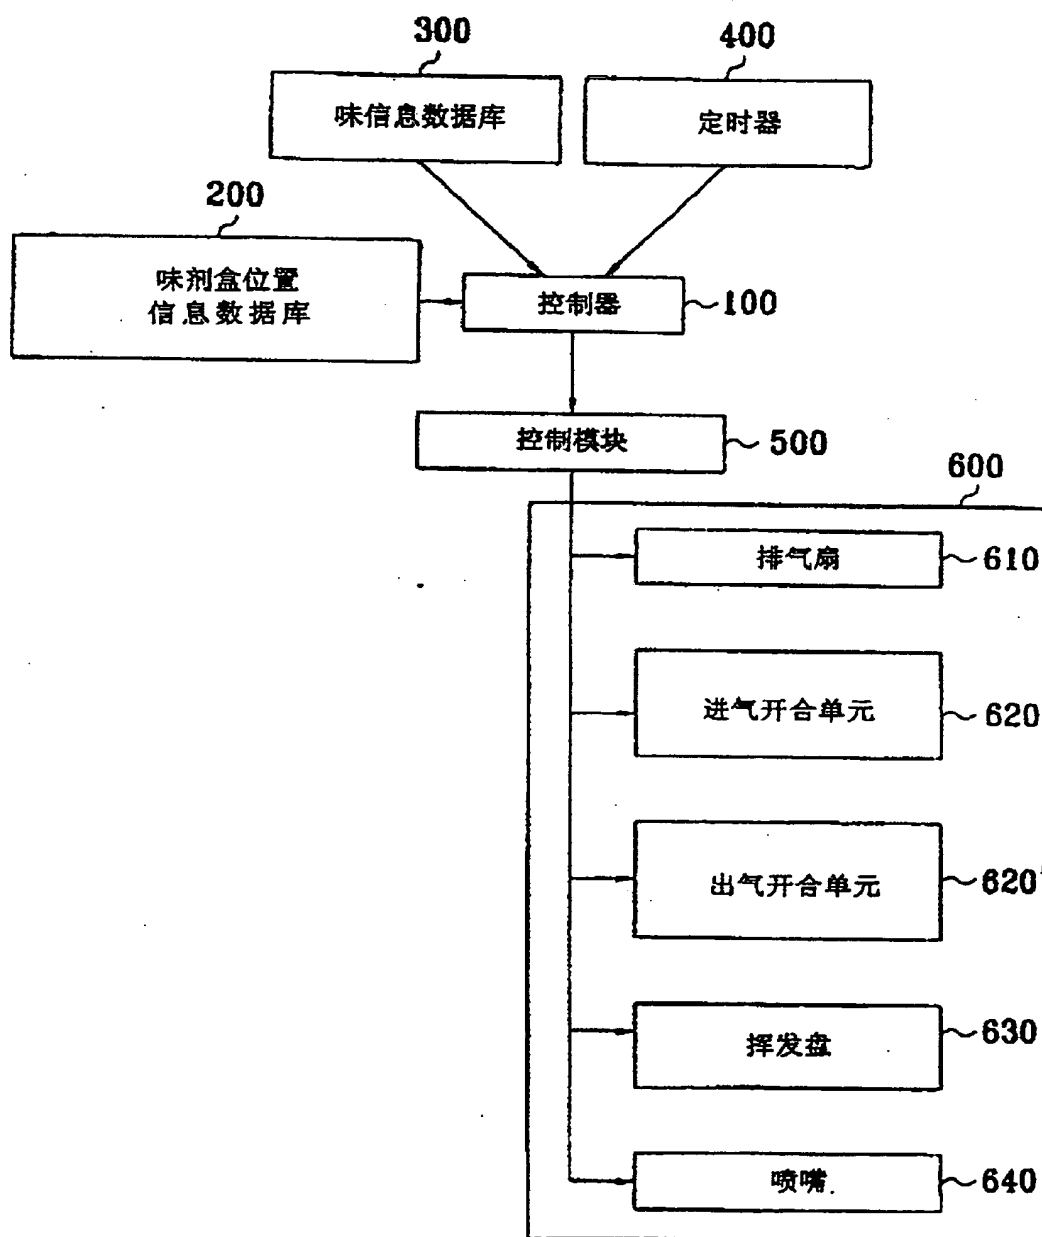 300
400
味信息数据库
定时器
200
味剂盒位置
信息数据库
控制器
100
控制模块
500
600
排气扇
610
进气开合单元
620
出气开合单元
620'
挥发盘
630
喷嘴
640